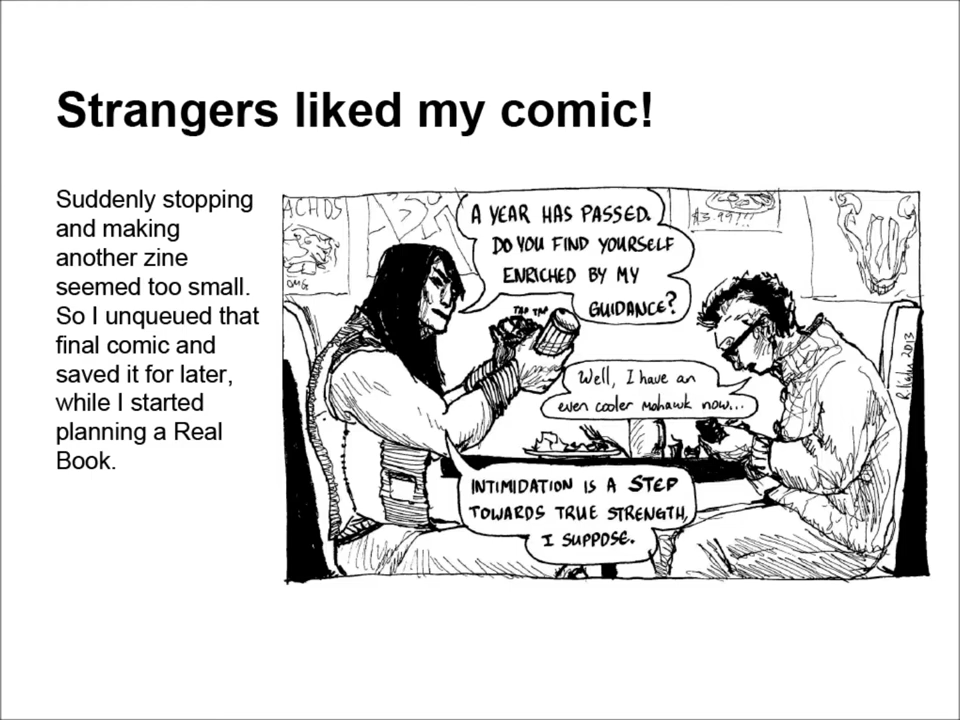 Strangers liked my comic!
Suddenly stopping
and making
another zine
seemed too small.
So I unqueued that
final comic and
saved it for later,
while I started
planning a Real
Book.
ACHOS
OMG
$3.99!!!
A YEAR HAS PASSED.
DO YOU FIND YOURSELF
ENRICHED BY MY
GUIDANCE?
TAP TAP
Well, I have an
even cooler mohawk now...
INTIMIDATION IS A STEP
TOWARDS TRUE STRENGTH,
I SUPPOSE.
2013